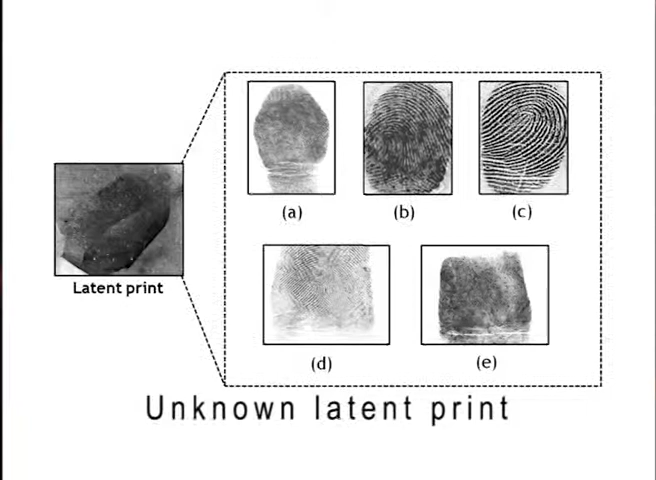 (a)
(b)
(c)
Latent print
(d)
(e)
Unknown latent print